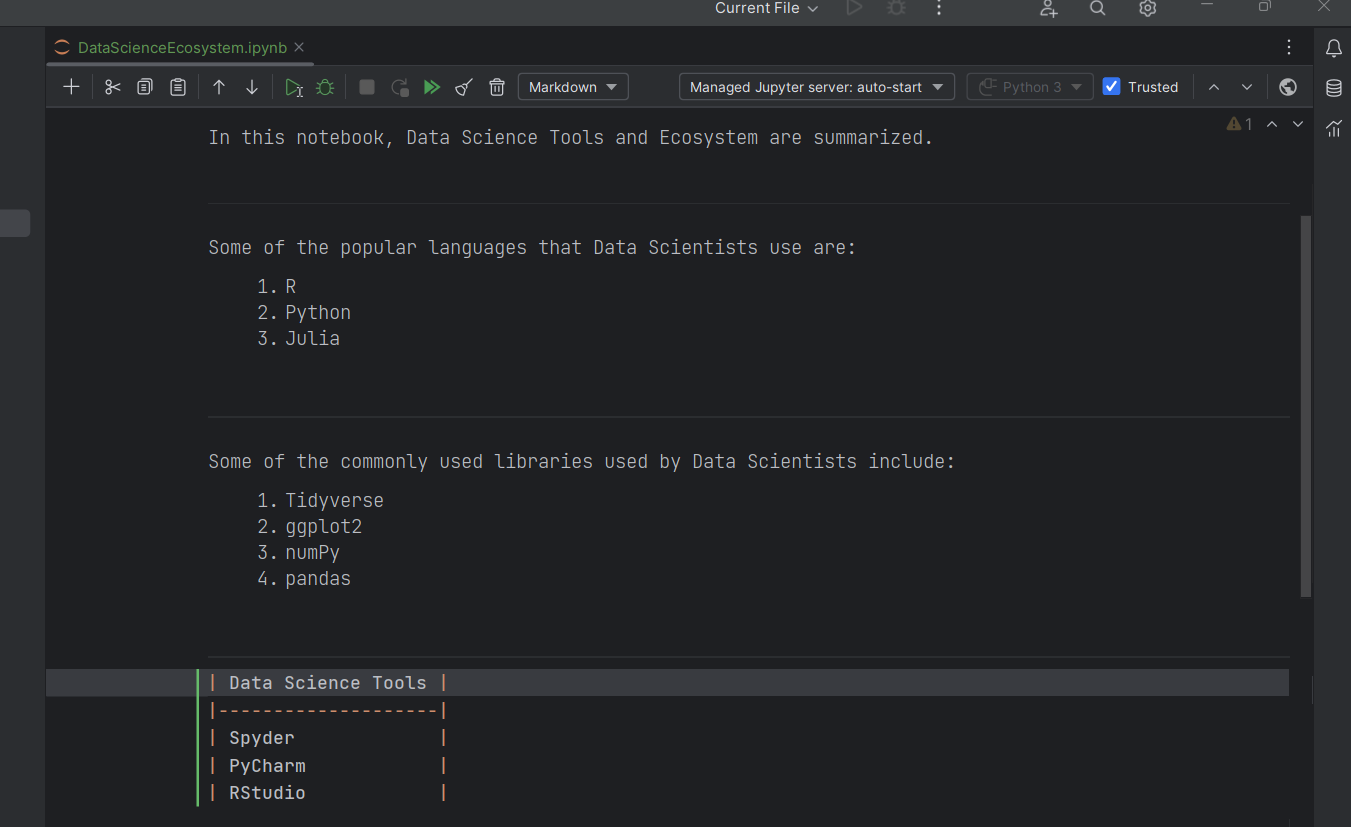 Current File
DataScienceEcosystem.ipynb
Markdown Managed Jupyter server: auto-start Python 3 Trusted
1
In this notebook, Data Science Tools and Ecosystem are summarized.
Some of the popular languages that Data Scientists use are:
1. R
2. Python
3. Julia
Some of the commonly used libraries used by Data Scientists include:
1. Tidyverse
2. ggplot2
3. numPy
4. pandas
| Data Science Tools |
|--------------------|
| Spyder             |
| PyCharm            |
| RStudio            |